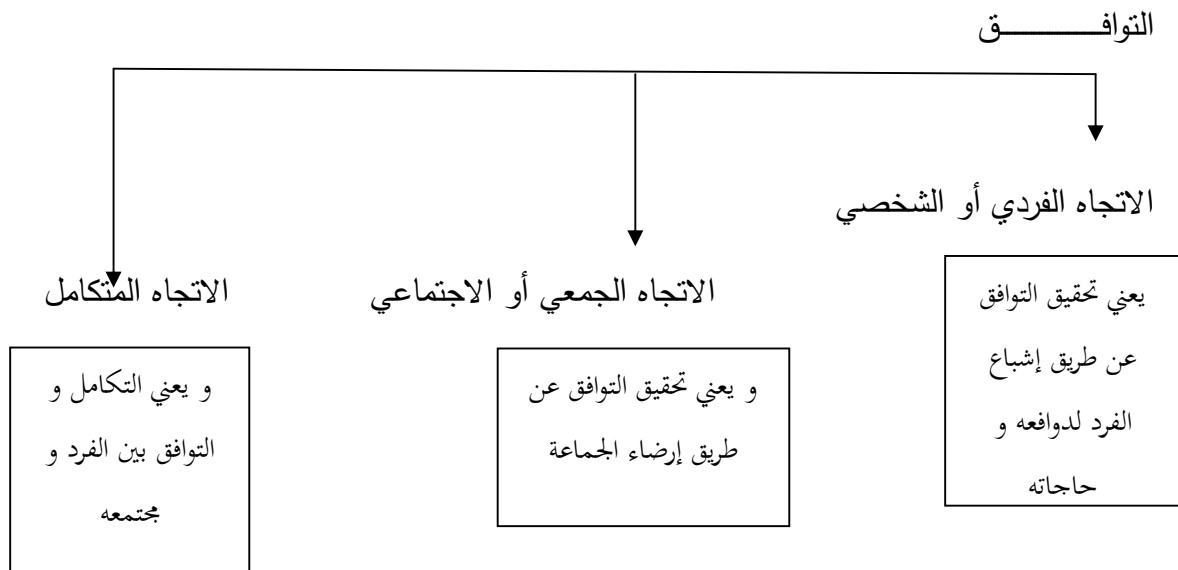 التوافــــــــــــق
الاتجاه الفردي أو الشخصي
يعني تحقيق التوافق
عن طريق إشباع
الفرد لدوافعه و
حاجاته
الاتجاه الجمعي أو الاجتماعي
و يعني تحقيق التوافق عن
طريق إرضاء الجماعة
الاتجاه المتكامل
و يعني التكامل و
التوافق بين الفرد و
مجتمعه